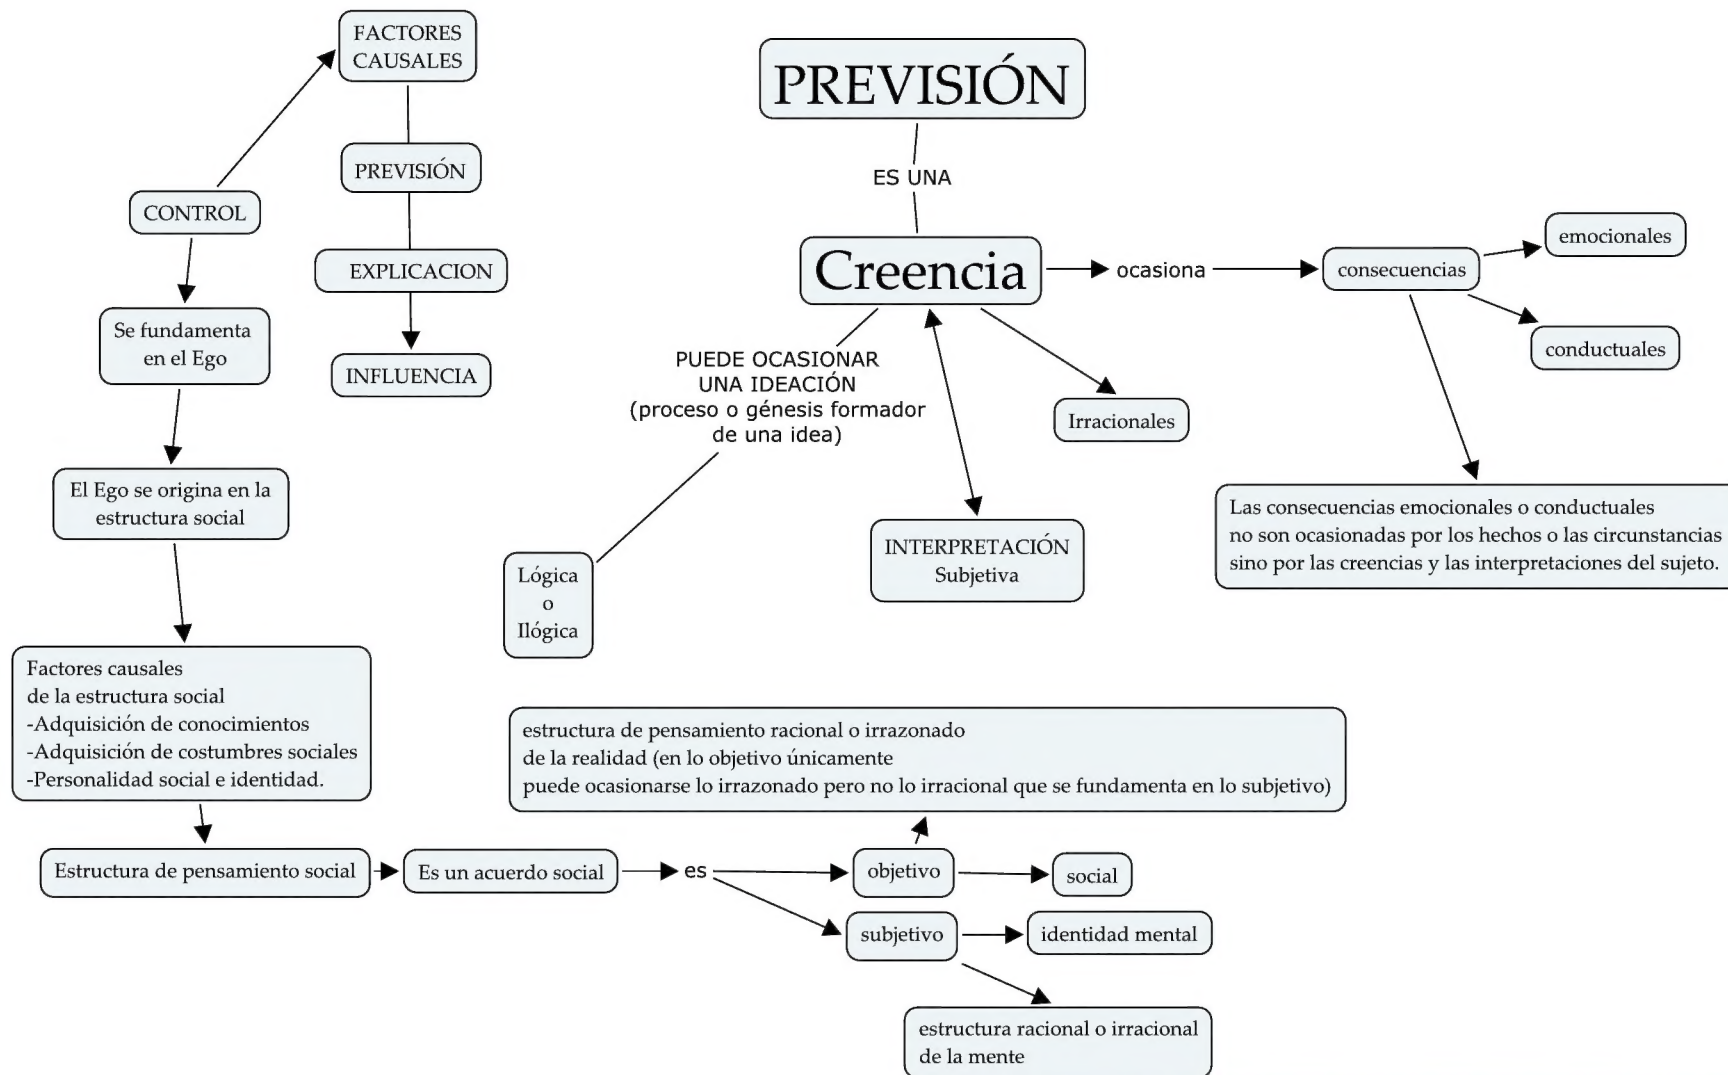 FACTORES
CAUSALES
PREVISIÓN
CONTROL
EXPLICACION
Se fundamenta
en el Ego
INFLUENCIA
El Ego se origina en la
estructura social
Factores causales
de la estructura social
-Adquisición de conocimientos
-Adquisición de costumbres sociales
-Personalidad social e identidad.
PREVISIÓN
ES UNA
Creencia
ocasiona
consecuencias
emocionales
conductuales
PUEDE OCASIONAR
UNA IDEACIÓN
(proceso o génesis formador
de una idea)
Irracionales
Lógica
o
Ilógica
INTERPRETACIÓN
Subjetiva
Las consecuencias emocionales o conductuales
no son ocasionadas por los hechos o las circunstancias
sino por las creencias y las interpretaciones del sujeto.
estructura de pensamiento racional o irrazonado
de la realidad (en lo objetivo únicamente
puede ocasionarse lo irrazonado pero no lo irracional que se fundamenta en lo subjetivo)
Estructura de pensamiento social
Es un acuerdo social
es
objetivo
social
subjetivo
identidad mental
estructura racional o irracional
de la mente